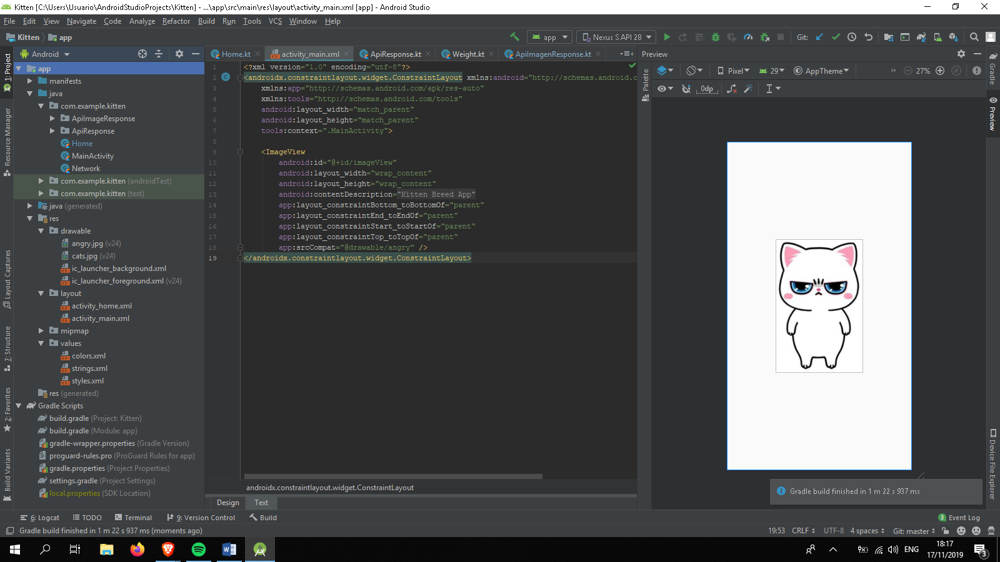 Kitten [C:\Users\Usuario\AndroidStudioProjects\Kitten] - ...\app\src\main\res\layout\activity_main.xml [app] - Android Studio
File Edit View Navigate Code Analyze Refactor Build Run Tools VCS Window Help
Kitten app
app Nexus S API 28 Git:
Android
Home.kt activity_main.xml ApiResponse.kt Weight.kt ApiImagenResponse.kt 4 Preview
1: Project
Resource Manager
Layout Captures
7: Structure
2: Favorites
Build Variants
app
manifests
java
com.example.kitten
ApiImageResponse
ApiResponse
Home
MainActivity
Network
com.example.kitten (androidTest)
com.example.kitten (test)
java (generated)
res
drawable
angry.jpg (v24)
cats.jpg (v24)
ic_launcher_background.xml
ic_launcher_foreground.xml (v24)
layout
activity_home.xml
activity_main.xml
mipmap
values
colors.xml
strings.xml
styles.xml
res (generated)
Gradle Scripts
build.gradle (Project: Kitten)
build.gradle (Module: app)
gradle-wrapper.properties (Gradle Version)
proguard-rules.pro (ProGuard Rules for app)
gradle.properties (Project Properties)
settings.gradle (Project Settings)
local.properties (SDK Location)
1 <?xml version="1.0" encoding="utf-8"?>
2 <androidx.constraintlayout.widget.ConstraintLayout xmlns:android="http://schemas.android.c
3 xmlns:app="http://schemas.android.com/apk/res-auto"
4 xmlns:tools="http://schemas.android.com/tools"
5 android:layout_width="match_parent"
6 android:layout_height="match_parent"
7 tools:context=".MainActivity">
8
9 <ImageView
10 android:id="@+id/imageView"
11 android:layout_width="wrap_content"
12 android:layout_height="wrap_content"
13 android:contentDescription="Kitten Breed App"
14 app:layout_constraintBottom_toBottomOf="parent"
15 app:layout_constraintEnd_toEndOf="parent"
16 app:layout_constraintStart_toStartOf="parent"
17 app:layout_constraintTop_toTopOf="parent"
18 app:srcCompat="@drawable/angry" />
19 </androidx.constraintlayout.widget.ConstraintLayout>
androidx.constraintlayout.widget.ConstraintLayout
Design Text
Palette
Pixel 29 AppTheme 27%
0dp
Gradle
Preview
Device File Explorer
Gradle build finished in 1 m 22 s 937 ms
6: Logcat TODO Terminal 9: Version Control Build 3 Event Log
Gradle build finished in 1 m 22 s 937 ms (moments ago) 19:53 CRLF UTF-8 4 spaces Git: master
ENG 18:17
17/11/2019 3